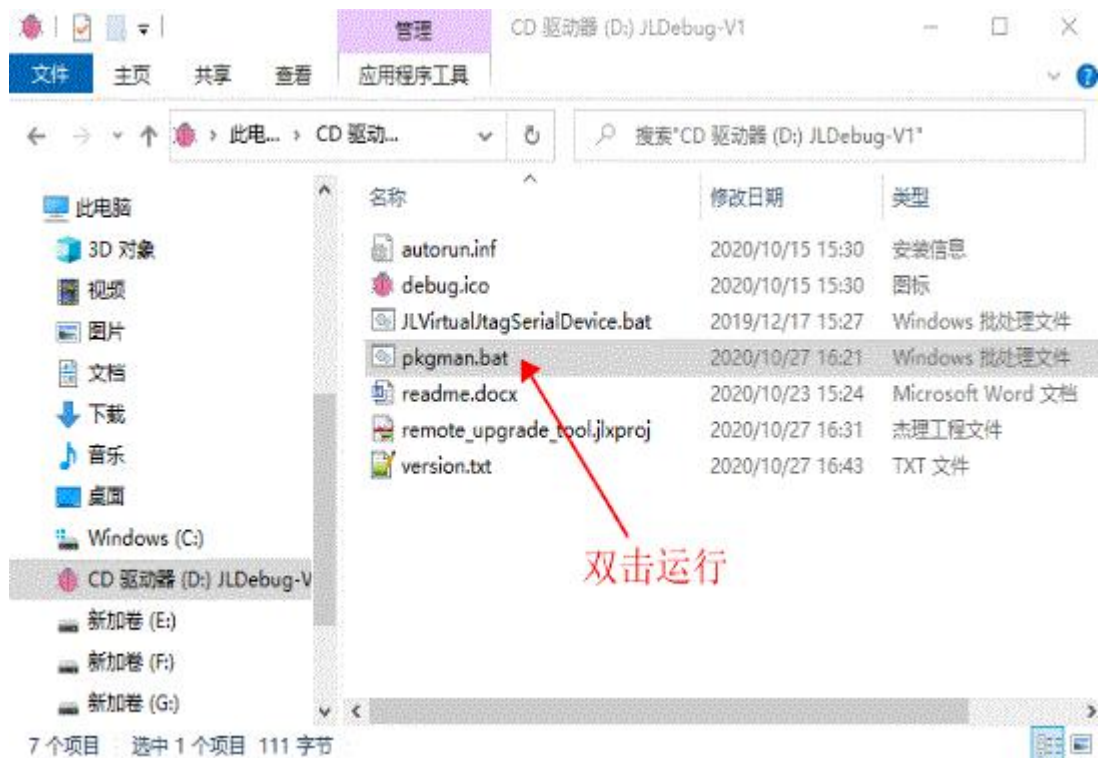 管理 CD 驱动器 (D:) JLDebug-V1
文件 主页 共享 查看 应用程序工具
此电... › CD 驱动... 搜索"CD 驱动器 (D:) JLDebug-V1"
名称 修改日期 类型
此电脑
3D 对象
视频
图片
文档
下载
音乐
桌面
Windows (C:)
CD 驱动器 (D:) JLDebug-V
新加卷 (E:)
新加卷 (F:)
新加卷 (G:)
autorun.inf 2020/10/15 15:30 安装信息
debug.ico 2020/10/15 15:30 图标
JLVirtualJtagSerialDevice.bat 2019/12/17 15:27 Windows 批处理文件
pkgman.bat 2020/10/27 16:21 Windows 批处理文件
readme.docx 2020/10/23 15:24 Microsoft Word 文档
remote_upgrade_tool.jlxproj 2020/10/27 16:31 杰理工程文件
version.txt 2020/10/27 16:43 TXT 文件
双击运行
7 个项目 选中 1 个项目 111 字节